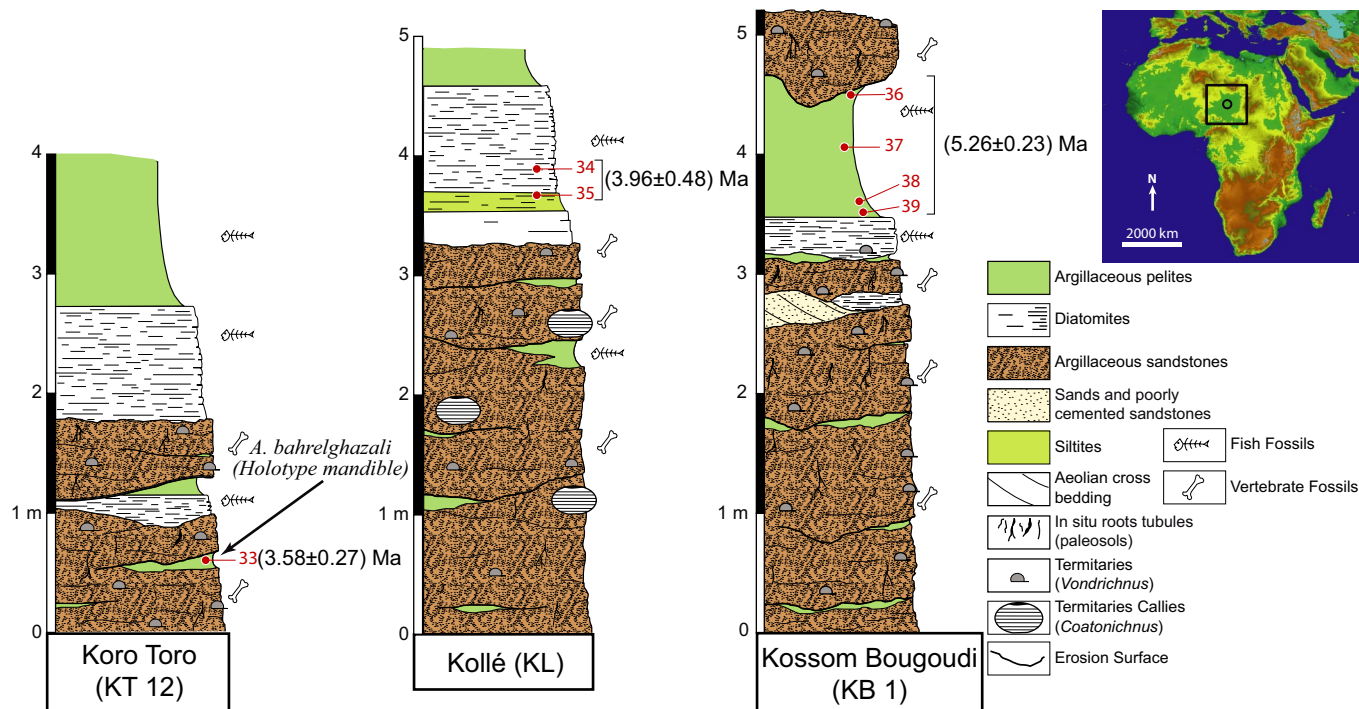 4
3
2
1 m
0
A. bahrelghazali
(Holotype mandible)
33 (3.58±0.27) Ma
Koro Toro
(KT 12)
5
4
3
2
1 m
0
34
35
(3.96±0.48) Ma
Kollé (KL)
5
4
3
2
1 m
0
36
37
38
39
(5.26±0.23) Ma
Kossom Bougoudi
(KB 1)
N
2000 km
Argillaceous pelites
Diatomites
Argillaceous sandstones
Sands and poorly
cemented sandstones
Siltites
Aeolian cross
bedding
In situ roots tubules
(paleosols)
Termitaries
(Vondrichnus)
Termitaries Callies
(Coatonichnus)
Erosion Surface
Fish Fossils
Vertebrate Fossils